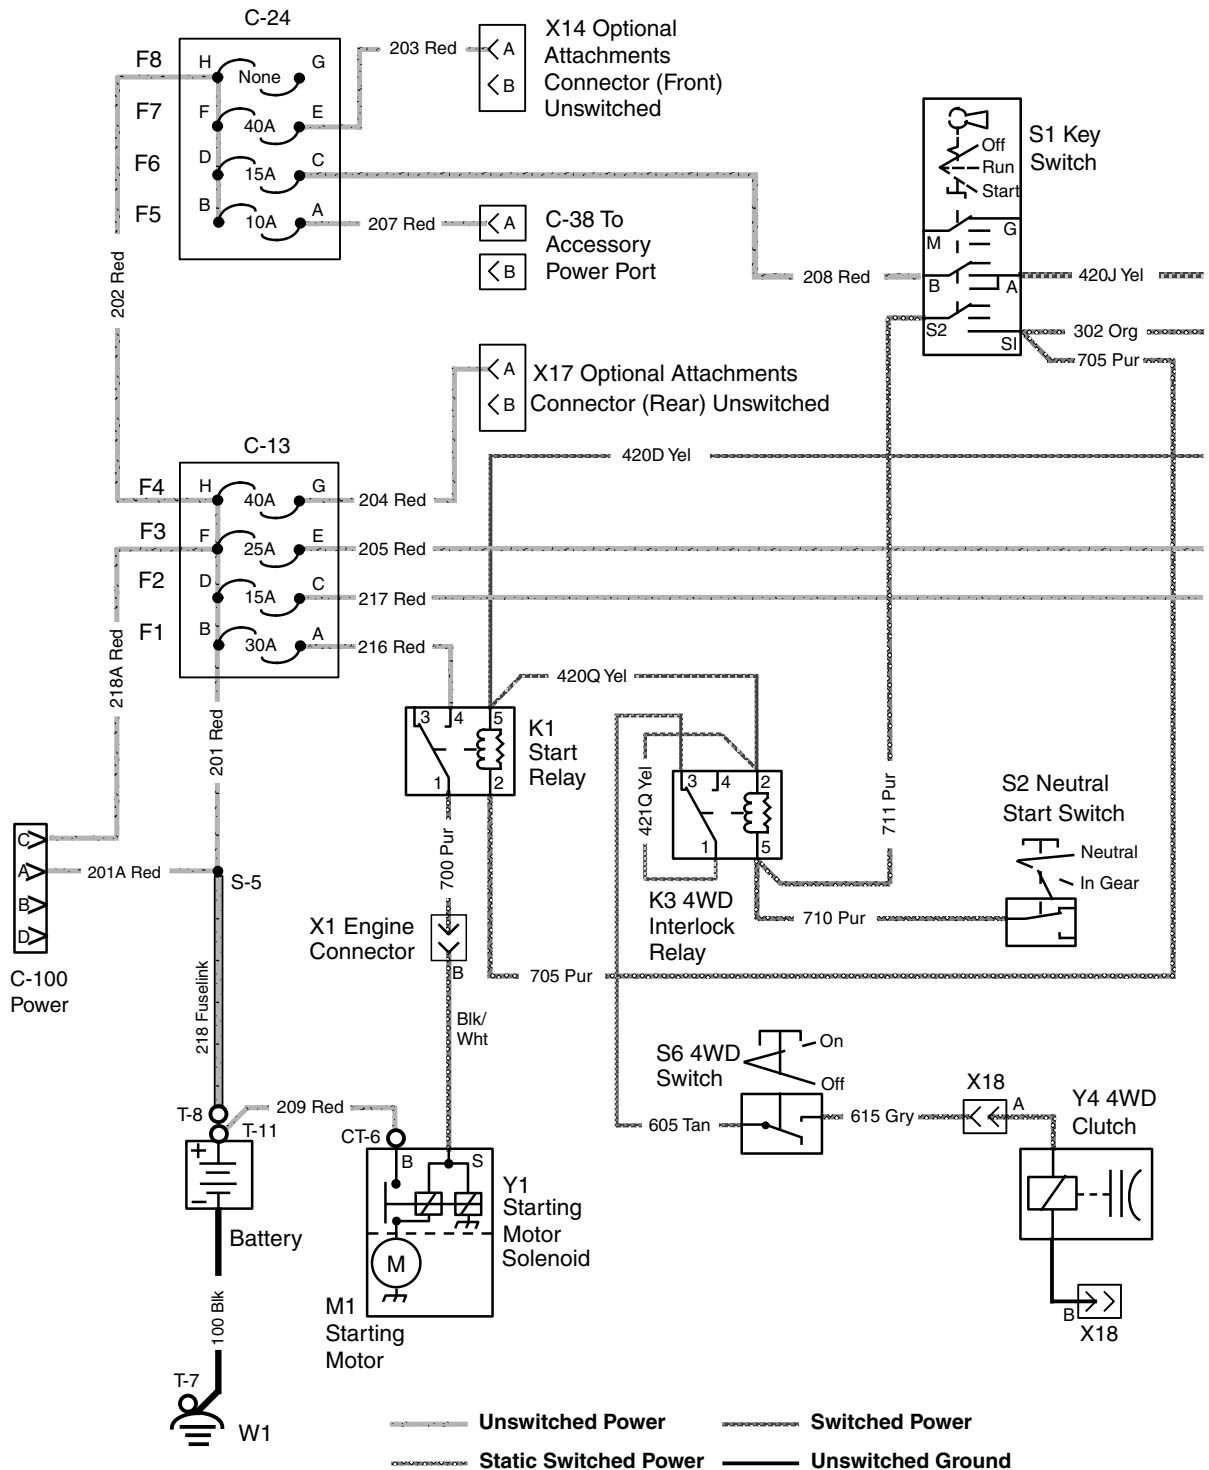 C-24
F8
H
None
G
F7
F
40A
E
F6
D
15A
C
F5
B
10A
A
203 Red
A
B
X14 Optional
Attachments
Connector (Front)
Unswitched
207 Red
A
B
C-38 To
Accessory
Power Port
202 Red
S1 Key
Switch
Off
Run
Start
M
G
B
A
S2
SI
208 Red
420J Yel
302 Org
705 Pur
A
B
X17 Optional Attachments
Connector (Rear) Unswitched
420D Yel
C-13
F4
H
40A
G
204 Red
F3
F
25A
E
205 Red
F2
D
15A
C
217 Red
F1
B
30A
A
216 Red
218A Red
201 Red
420Q Yel
3
4
5
1
2
K1
Start
Relay
421Q Yel
3
4
2
1
5
K3 4WD
Interlock
Relay
711 Pur
S2 Neutral
Start Switch
Neutral
In Gear
710 Pur
C
A
B
D
C-100
Power
201A Red
S-5
700 Pur
X1 Engine
Connector
B
705 Pur
218 Fuselink
Blk/
Wht
S6 4WD
Switch
On
Off
605 Tan
615 Gry
X18
A
Y4 4WD
Clutch
B
X18
T-8
T-11
209 Red
CT-6
+
−
Battery
B
S
M
Y1
Starting
Motor
Solenoid
M1
Starting
Motor
100 Blk
T-7
W1
Unswitched Power
Switched Power
Static Switched Power
Unswitched Ground